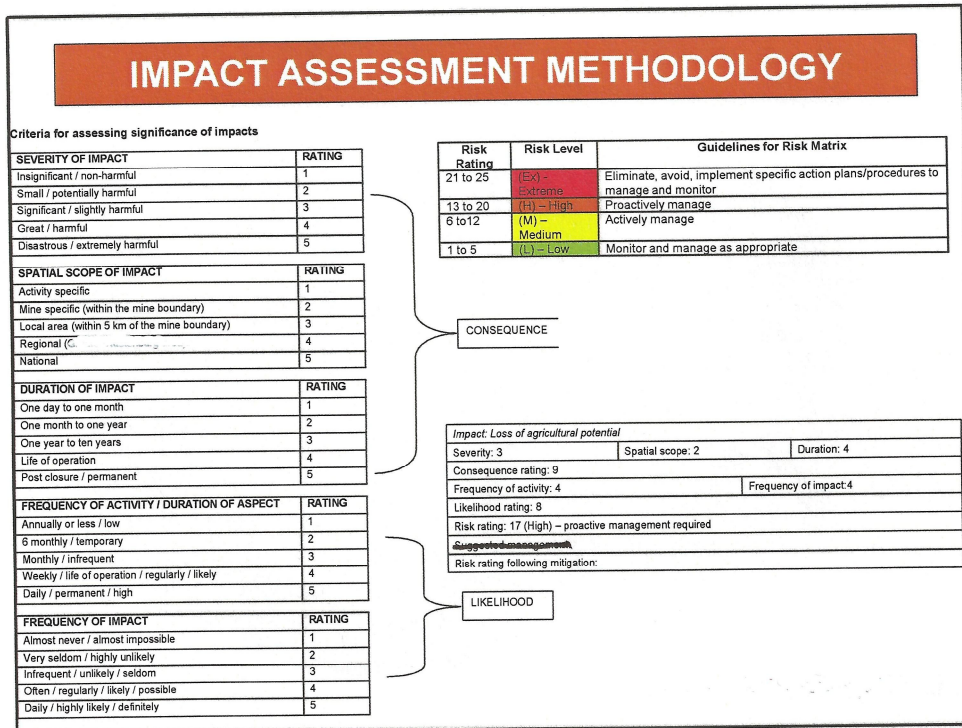 IMPACT ASSESSMENT METHODOLOGY
Criteria for assessing significance of impacts
SEVERITY OF IMPACT RATING
Insignificant / non-harmful 1
Small / potentially harmful 2
Significant / slightly harmful 3
Great / harmful 4
Disastrous / extremely harmful 5
SPATIAL SCOPE OF IMPACT RATING
Activity specific 1
Mine specific (within the mine boundary) 2
Local area (within 5 km of the mine boundary) 3
Regional ( 4
National 5
DURATION OF IMPACT RATING
One day to one month 1
One month to one year 2
One year to ten years 3
Life of operation 4
Post closure / permanent 5
FREQUENCY OF ACTIVITY / DURATION OF ASPECT RATING
Annually or less / low 1
6 monthly / temporary 2
Monthly / infrequent 3
Weekly / life of operation / regularly / likely 4
Daily / permanent / high 5
FREQUENCY OF IMPACT RATING
Almost never / almost impossible 1
Very seldom / highly unlikely 2
Infrequent / unlikely / seldom 3
Often / regularly / likely / possible 4
Daily / highly likely / definitely 5
CONSEQUENCE
LIKELIHOOD
Risk Rating Risk Level Guidelines for Risk Matrix
21 to 25 (Ex) – Extreme Eliminate, avoid, implement specific action plans/procedures to
manage and monitor
13 to 20 (H) – High Proactively manage
6 to12 (M) – Medium Actively manage
1 to 5 (L) – Low Monitor and manage as appropriate
Impact: Loss of agricultural potential
Severity: 3 Spatial scope: 2 Duration: 4
Consequence rating: 9
Frequency of activity: 4 Frequency of impact:4
Likelihood rating: 8
Risk rating: 17 (High) – proactive management required
Suggested management
Risk rating following mitigation: